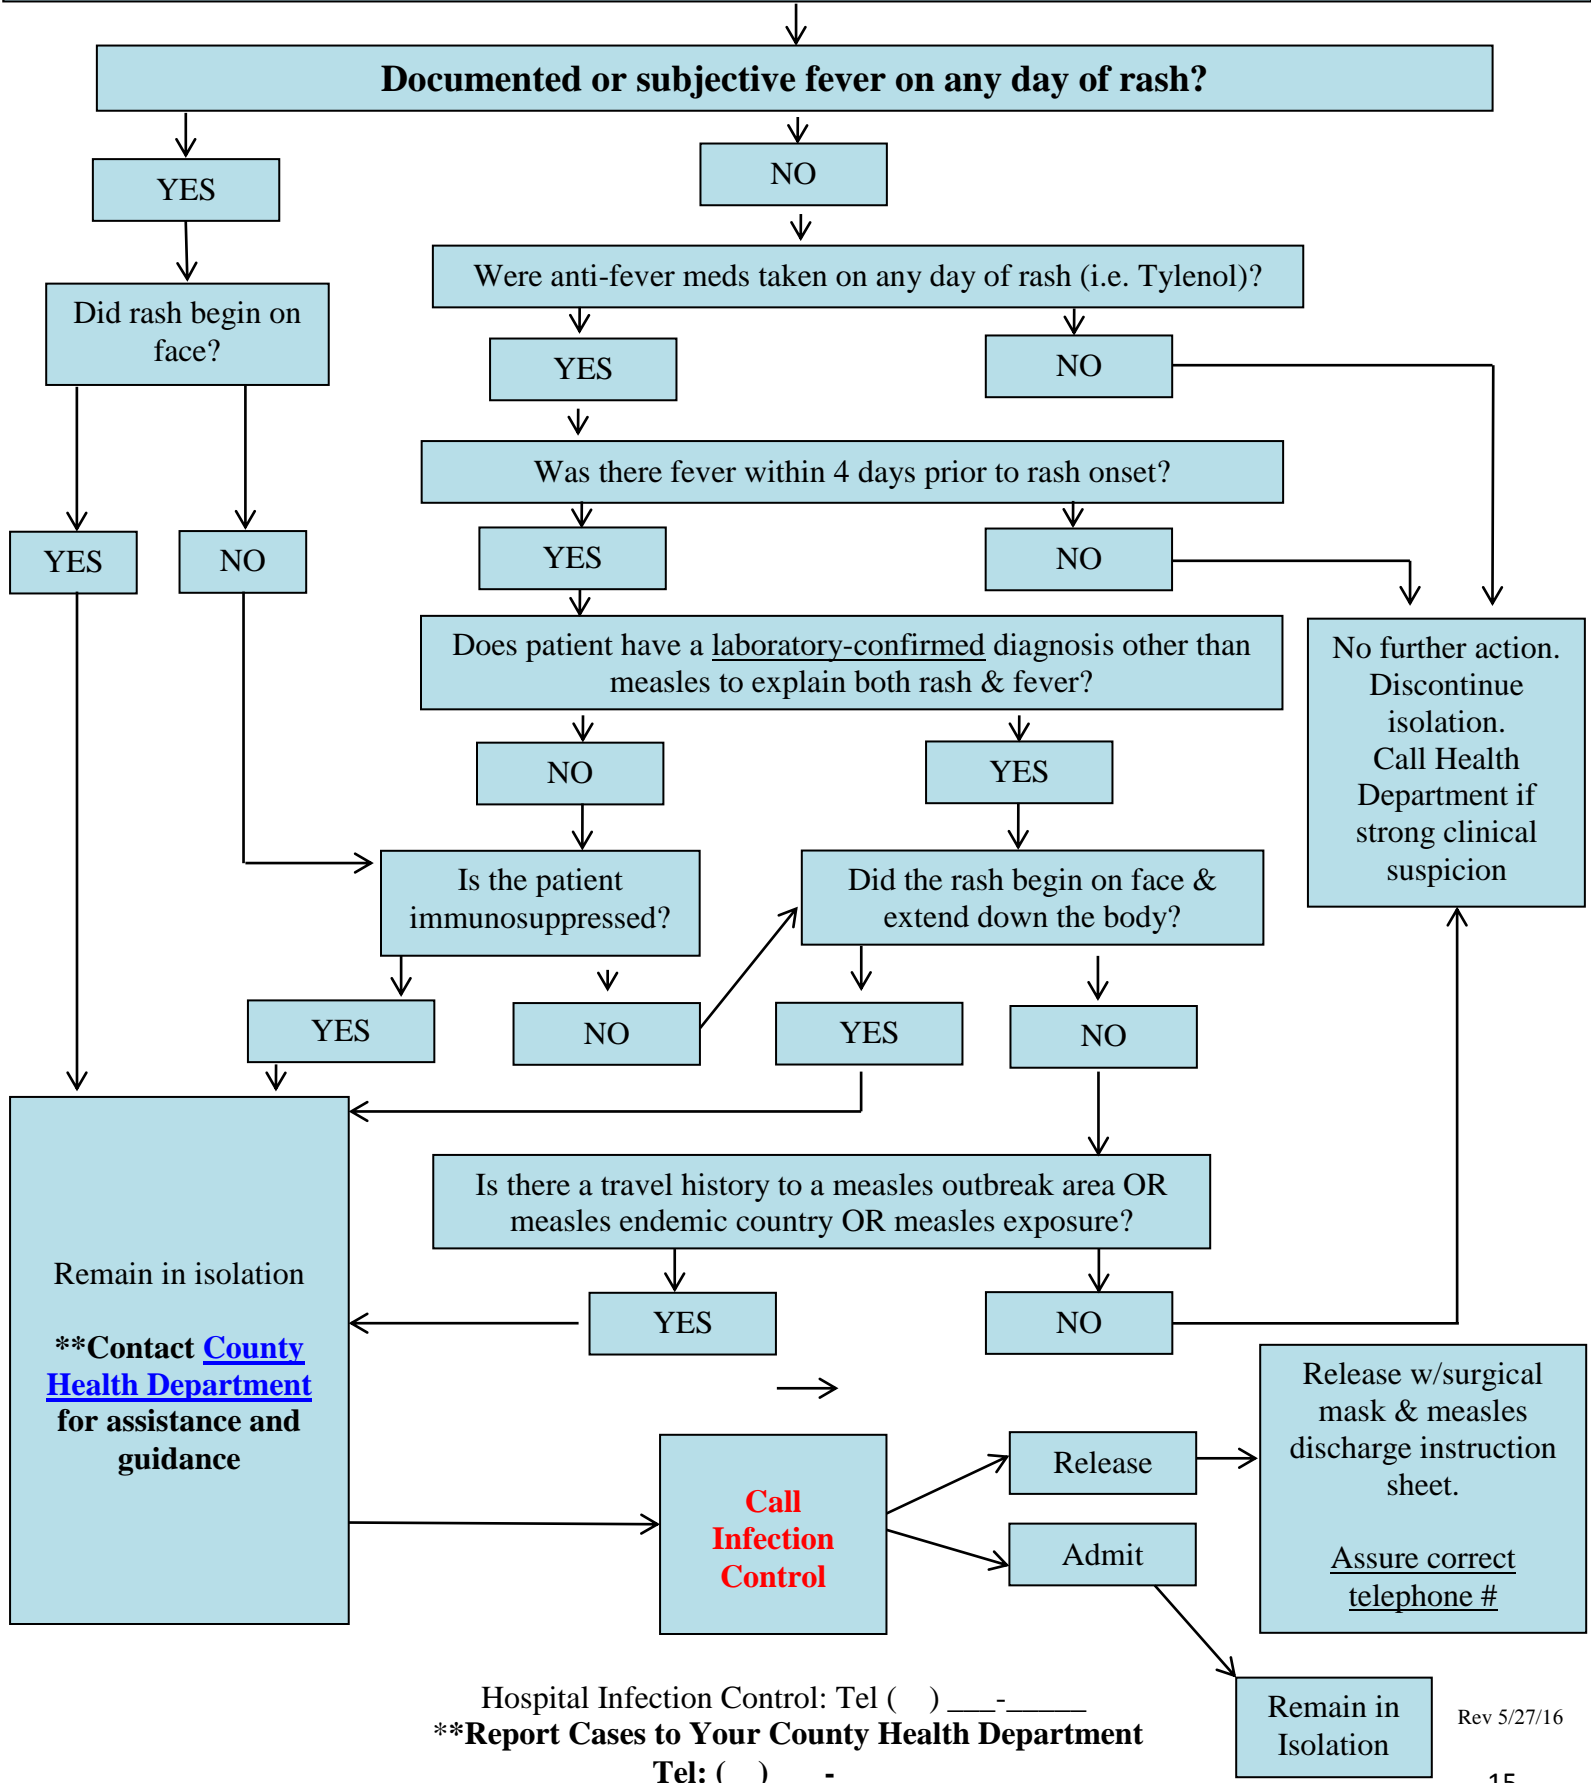 Documented or subjective fever on any day of rash?
YES
NO
Were anti-fever meds taken on any day of rash (i.e. Tylenol)?
Did rash begin on
face?
YES
NO
Was there fever within 4 days prior to rash onset?
YES
NO
YES
NO
Does patient have a laboratory-confirmed diagnosis other than
measles to explain both rash & fever?
No further action.
Discontinue
isolation.
Call Health
Department if
strong clinical
suspicion
NO
YES
Is the patient
immunosuppressed?
Did the rash begin on face &
extend down the body?
YES
NO
YES
NO
Is there a travel history to a measles outbreak area OR
measles endemic country OR measles exposure?
Remain in isolation
**Contact County
Health Department
for assistance and
guidance
YES
NO
Release w/surgical
mask & measles
discharge instruction
sheet.
Assure correct
telephone #
Release
Call
Infection
Control
Admit
Hospital Infection Control: Tel ( ) ___-_____
**Report Cases to Your County Health Department
Tel: ( ) -
Remain in
Isolation
Rev 5/27/16
15